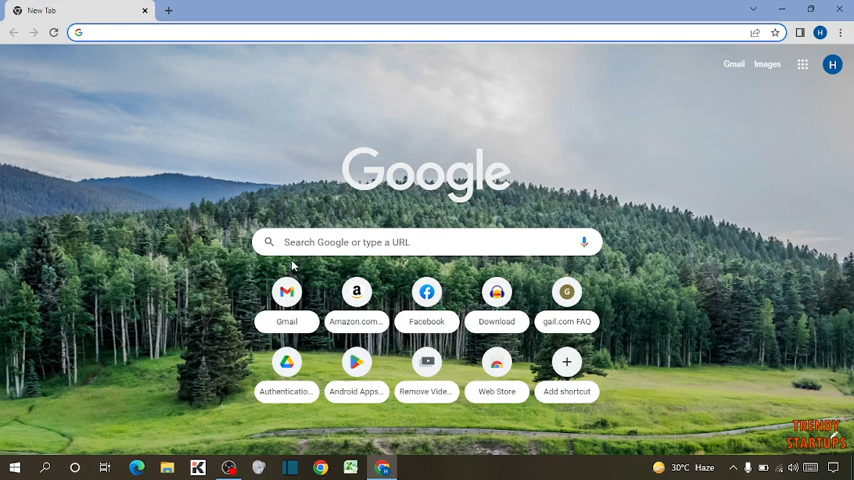 New Tab
Gmail
Images
H
H
Google
Search Google or type a URL
Gmail
Amazon.com...
Facebook
Download
gail.com FAQ
G
Authenticatio...
Android Apps...
Remove Vide...
Web Store
Add shortcut
TRENDY
STARTUPS
30°C Haze